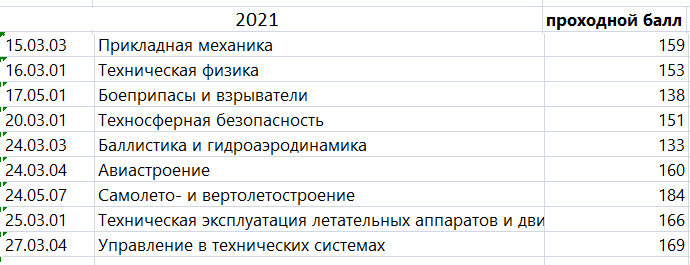 2021 проходной балл
15.03.03 Прикладная механика 159
16.03.01 Техническая физика 153
17.05.01 Боеприпасы и взрыватели 138
20.03.01 Техносферная безопасность 151
24.03.03 Баллистика и гидроаэродинамика 133
24.03.04 Авиастроение 160
24.05.07 Самолето- и вертолетостроение 184
25.03.01 Техническая эксплуатация летательных аппаратов и дви 166
27.03.04 Управление в технических системах 169